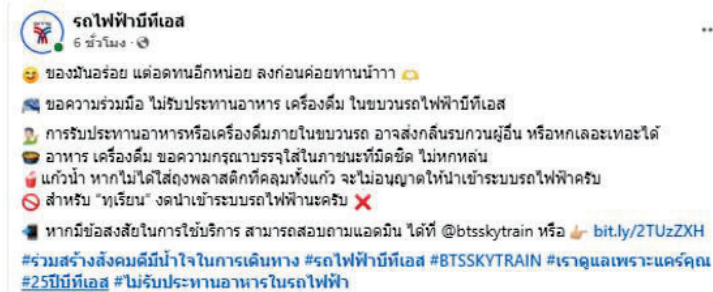 รถไฟฟ้าบีทีเอส
6 ชั่วโมง ·
😊 ของมันอร่อย แต่อดทนอีกหน่อย ลงก่อนค่อยทานน้าาา 🫶
🚄 ขอความร่วมมือ ไม่รับประทานอาหาร เครื่องดื่ม ในขบวนรถไฟฟ้าบีทีเอส
💁 การรับประทานอาหารหรือเครื่องดื่มภายในขบวนรถ อาจส่งกลิ่นรบกวนผู้อื่น หรือหกเลอะเทอะได้
🍲 อาหาร เครื่องดื่ม ขอความกรุณาบรรจุใส่ในภาชนะที่มิดชิด ไม่หกหล่น
🥤 แก้วน้ำ หากไม่ได้ใส่ถุงพลาสติกที่คลุมทั้งแก้ว จะไม่อนุญาตให้นำเข้าระบบรถไฟฟ้าครับ
🚫 สำหรับ "ทุเรียน" งดนำเข้าระบบรถไฟฟ้านะครับ ❌
📲 หากมีข้อสงสัยในการใช้บริการ สามารถสอบถามแอดมิน ได้ที่ @btsskytrain หรือ 👉 bit.ly/2TUzZXH
#ร่วมสร้างสังคมดีมีน้ำใจในการเดินทาง #รถไฟฟ้าบีทีเอส #BTSSKYTRAIN #เราดูแลเพราะแคร์คุณ
#25ปีบีทีเอส #ไม่รับประทานอาหารในรถไฟฟ้า